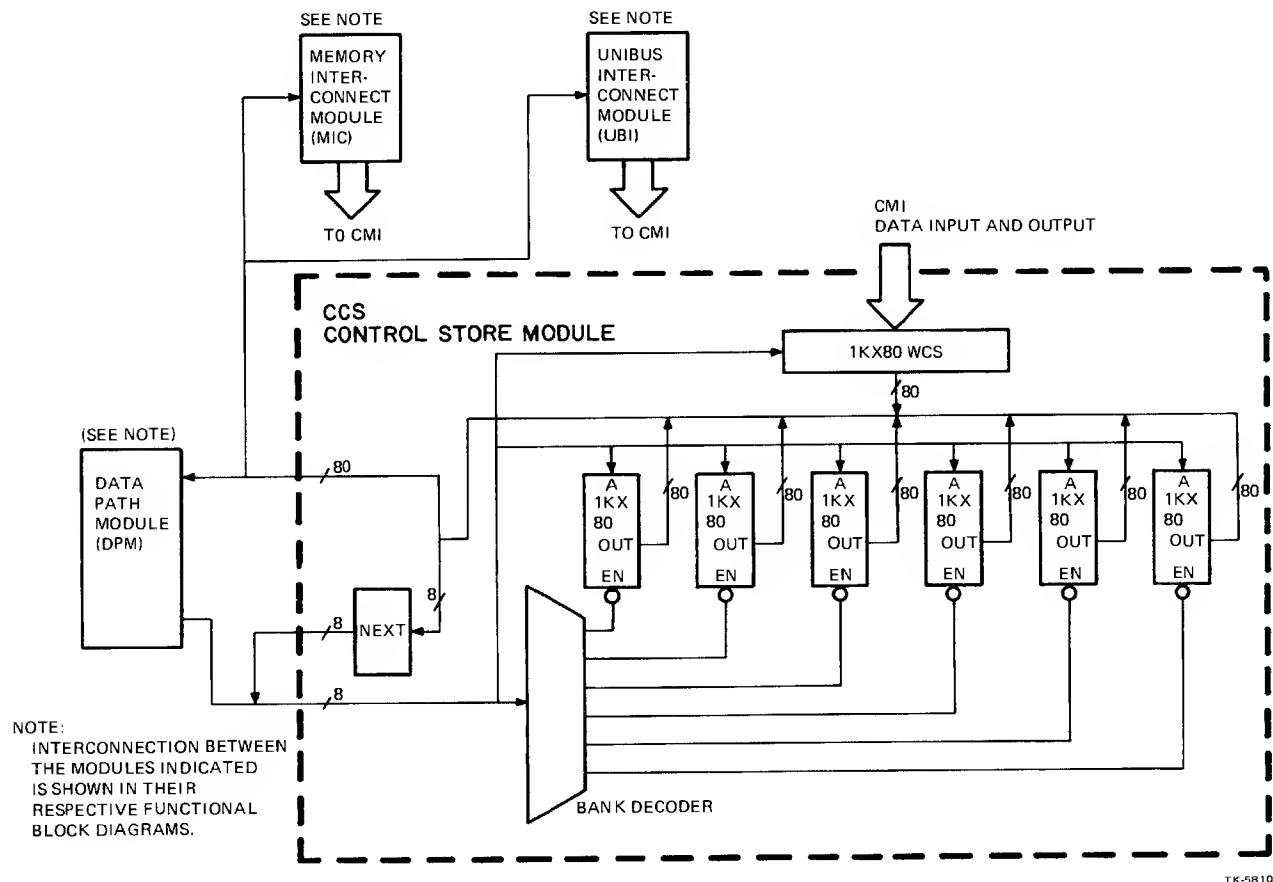 SEE NOTE
MEMORY
INTER-
CONNECT
MODULE
(MIC)
TO CMI
SEE NOTE
UNIBUS
INTER-
CONNECT
MODULE
(UBI)
TO CMI
CMI
DATA INPUT AND OUTPUT
CCS
CONTROL STORE MODULE
1KX80 WCS
80
(SEE NOTE)
DATA
PATH
MODULE
(DPM)
80
8
NEXT
8
8
A
1KX
80
OUT
EN
80
A
1KX
80
OUT
EN
80
A
1KX
80
OUT
EN
80
A
1KX
80
OUT
EN
80
A
1KX
80
OUT
EN
80
A
1KX
80
OUT
EN
80
BANK DECODER
NOTE:
INTERCONNECTION BETWEEN
THE MODULES INDICATED
IS SHOWN IN THEIR
RESPECTIVE FUNCTIONAL
BLOCK DIAGRAMS.
TK-5810